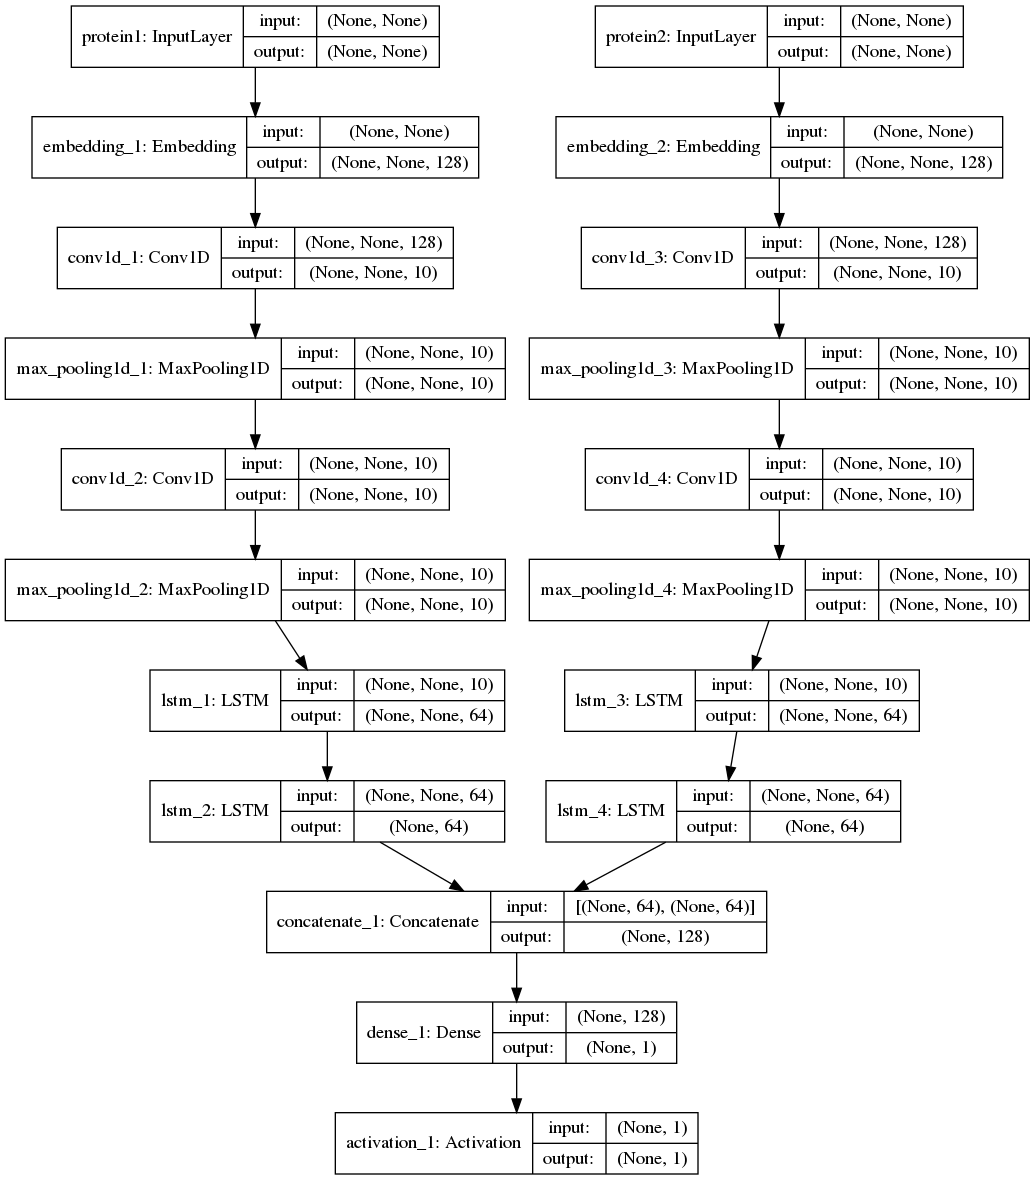 protein1: InputLayer
input: (None, None)
output: (None, None)
protein2: InputLayer
input: (None, None)
output: (None, None)
embedding_1: Embedding
input: (None, None)
output: (None, None, 128)
embedding_2: Embedding
input: (None, None)
output: (None, None, 128)
conv1d_1: Conv1D
input: (None, None, 128)
output: (None, None, 10)
conv1d_3: Conv1D
input: (None, None, 128)
output: (None, None, 10)
max_pooling1d_1: MaxPooling1D
input: (None, None, 10)
output: (None, None, 10)
max_pooling1d_3: MaxPooling1D
input: (None, None, 10)
output: (None, None, 10)
conv1d_2: Conv1D
input: (None, None, 10)
output: (None, None, 10)
conv1d_4: Conv1D
input: (None, None, 10)
output: (None, None, 10)
max_pooling1d_2: MaxPooling1D
input: (None, None, 10)
output: (None, None, 10)
max_pooling1d_4: MaxPooling1D
input: (None, None, 10)
output: (None, None, 10)
lstm_1: LSTM
input: (None, None, 10)
output: (None, None, 64)
lstm_3: LSTM
input: (None, None, 10)
output: (None, None, 64)
lstm_2: LSTM
input: (None, None, 64)
output: (None, 64)
lstm_4: LSTM
input: (None, None, 64)
output: (None, 64)
concatenate_1: Concatenate
input: [(None, 64), (None, 64)]
output: (None, 128)
dense_1: Dense
input: (None, 128)
output: (None, 1)
activation_1: Activation
input: (None, 1)
output: (None, 1)